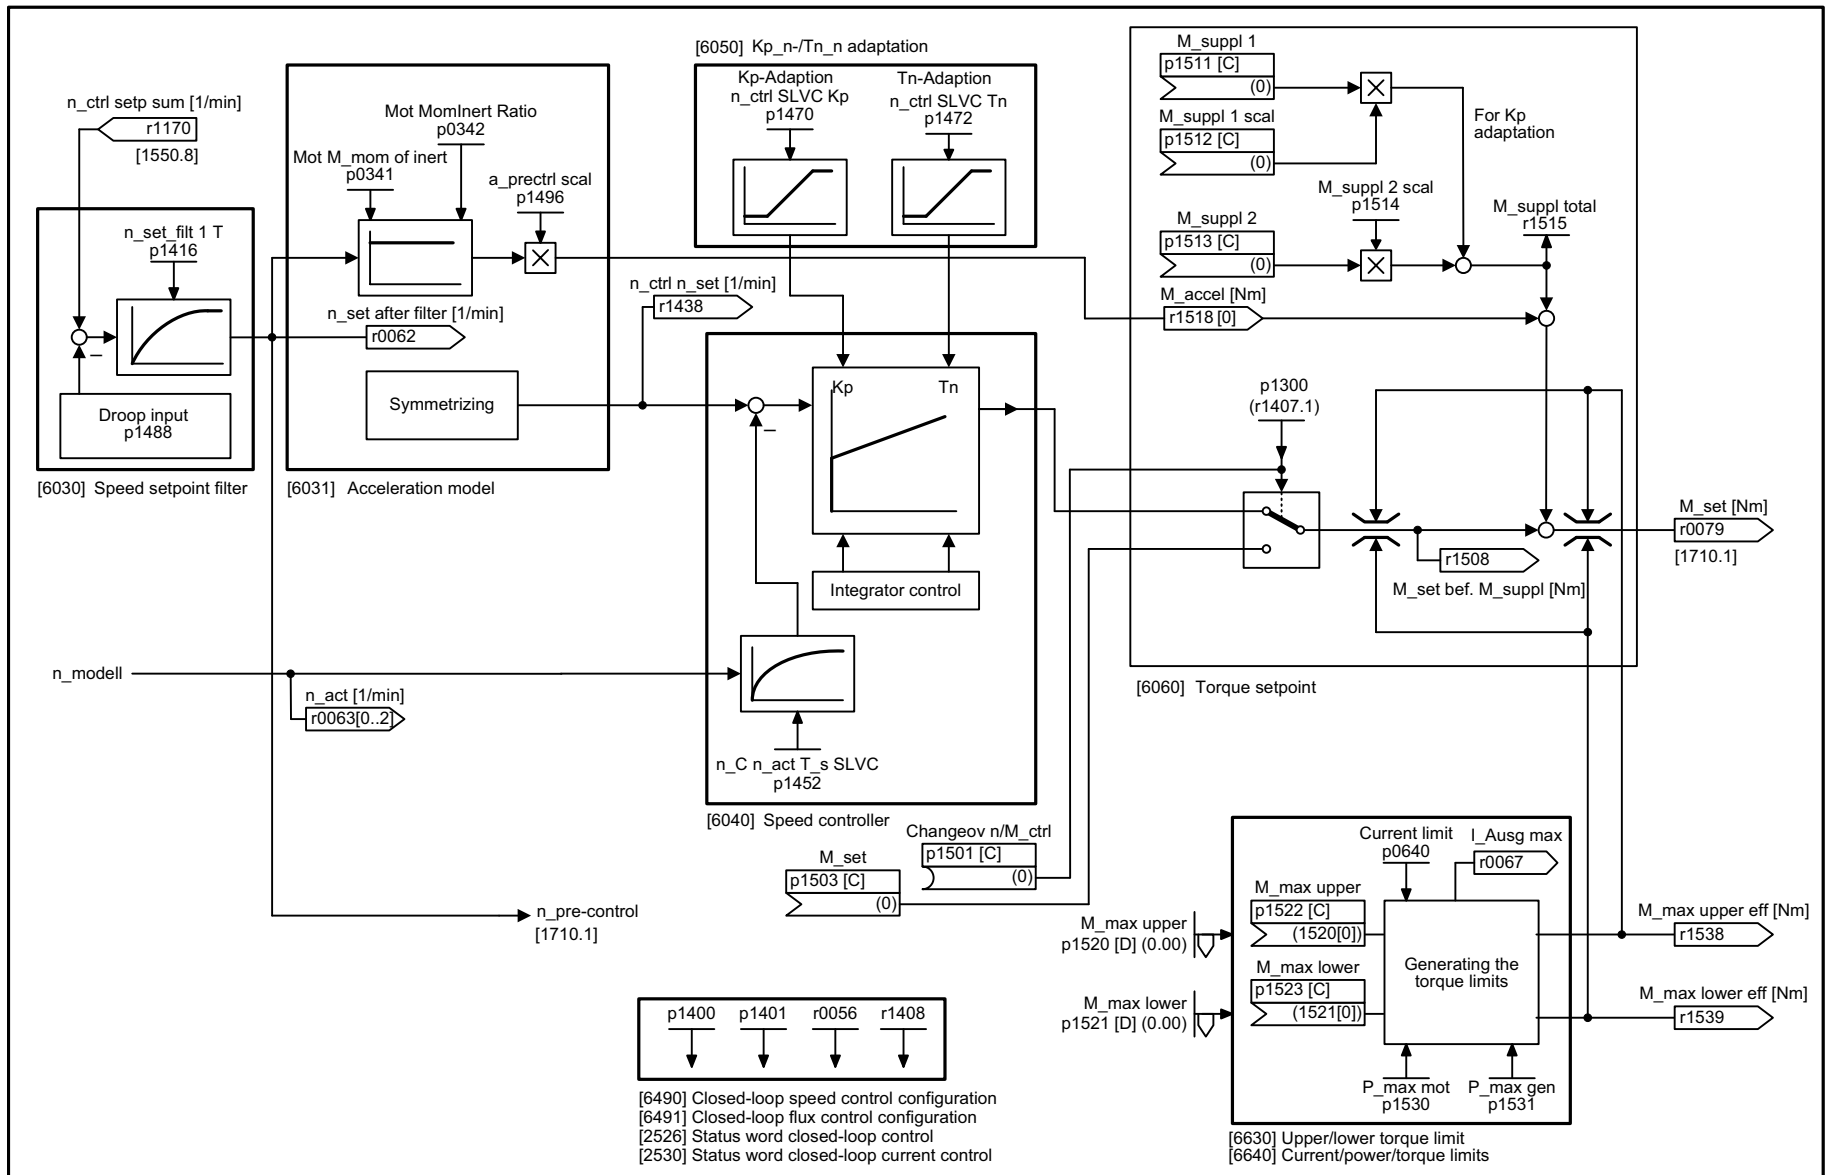 [6050] Kp_n-/Tn_n adaptation
n_ctrl setp sum [1/min]
r1170
[1550.8]
Mot MomInert Ratio
p0342
Mot M_mom of inert
p0341
a_prectrl scal
p1496
Kp-Adaption
n_ctrl SLVC Kp
p1470
Tn-Adaption
n_ctrl SLVC Tn
p1472
M_suppl 1
p1511 [C]
(0)
M_suppl 1 scal
p1512 [C]
(0)
For Kp
adaptation
M_suppl 2 scal
p1514
M_suppl 2
p1513 [C]
(0)
M_suppl total
r1515
n_set_filt 1 T
p1416
n_set after filter [1/min]
r0062
n_ctrl n_set [1/min]
r1438
M_accel [Nm]
r1518 [0]
Droop input
p1488
Symmetrizing
_
_
Kp
Tn
p1300
(r1407.1)
[6030] Speed setpoint filter
[6031] Acceleration model
Integrator control
M_set [Nm]
r0079
[1710.1]
r1508
M_set bef. M_suppl [Nm]
n_modell
n_act [1/min]
r0063[0..2]
n_C n_act T_s SLVC
p1452
[6060] Torque setpoint
[6040] Speed controller
Changeov n/M_ctrl
p1501 [C]
(0)
M_set
p1503 [C]
(0)
n_pre-control
[1710.1]
Current limit
p0640
I_Ausg max
r0067
M_max upper
p1522 [C]
(1520[0])
M_max upper
p1520 [D] (0.00)
M_max lower
p1523 [C]
(1521[0])
M_max lower
p1521 [D] (0.00)
Generating the
torque limits
M_max upper eff [Nm]
r1538
M_max lower eff [Nm]
r1539
P_max mot
p1530
P_max gen
p1531
p1400 p1401 r0056 r1408
[6490] Closed-loop speed control configuration
[6491] Closed-loop flux control configuration
[2526] Status word closed-loop control
[2530] Status word closed-loop current control
[6630] Upper/lower torque limit
[6640] Current/power/torque limits